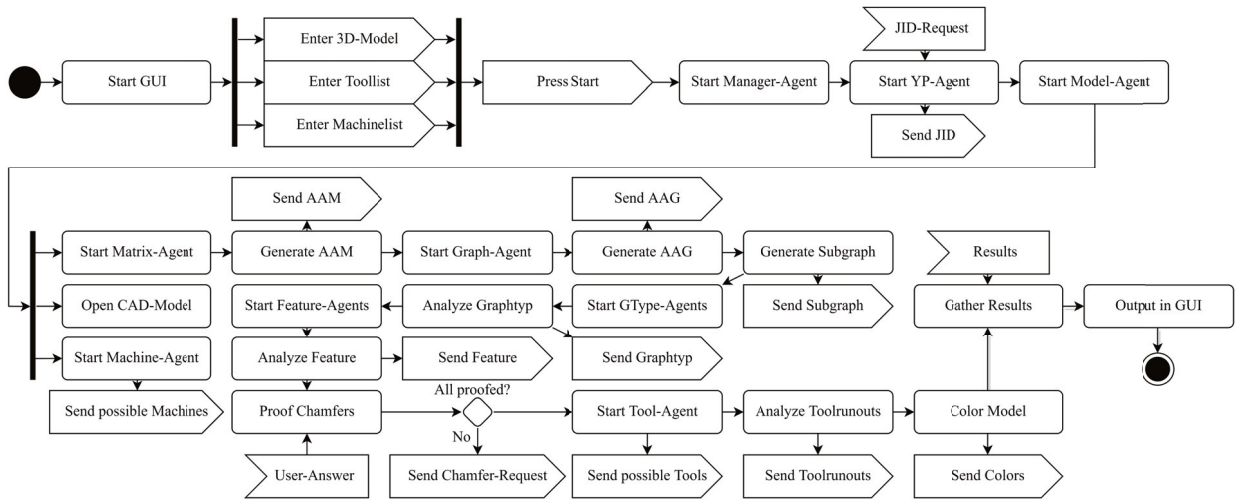 JID-Request
Enter 3D-Model
Start GUI
Enter Toollist
Press Start
Start Manager-Agent
Start YP-Agent
Start Model-Agent
Enter Machinelist
Send JID
Send AAM
Send AAG
Start Matrix-Agent
Generate AAM
Start Graph-Agent
Generate AAG
Generate Subgraph
Results
Open CAD-Model
Start Feature-Agents
Analyze Graphtyp
Start GType-Agents
Send Subgraph
Gather Results
Output in GUI
Start Machine-Agent
Analyze Feature
Send Feature
Send Graphtyp
All proofed?
Send possible Machines
Proof Chamfers
Start Tool-Agent
Analyze Toolrunouts
Color Model
No
User-Answer
Send Chamfer-Request
Send possible Tools
Send Toolrunouts
Send Colors